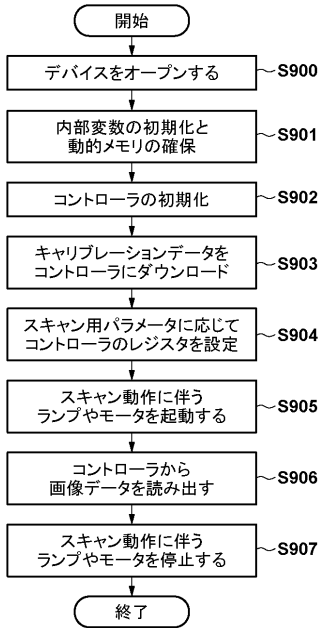 開始
デバイスをオープンする
S900
内部変数の初期化と
動的メモリの確保
S901
コントローラの初期化
S902
キャリブレーションデータを
コントローラにダウンロード
S903
スキャン用パラメータに応じて
コントローラのレジスタを設定
S904
スキャン動作に伴う
ランプやモータを起動する
S905
コントローラから
画像データを読み出す
S906
スキャン動作に伴う
ランプやモータを停止する
S907
終了